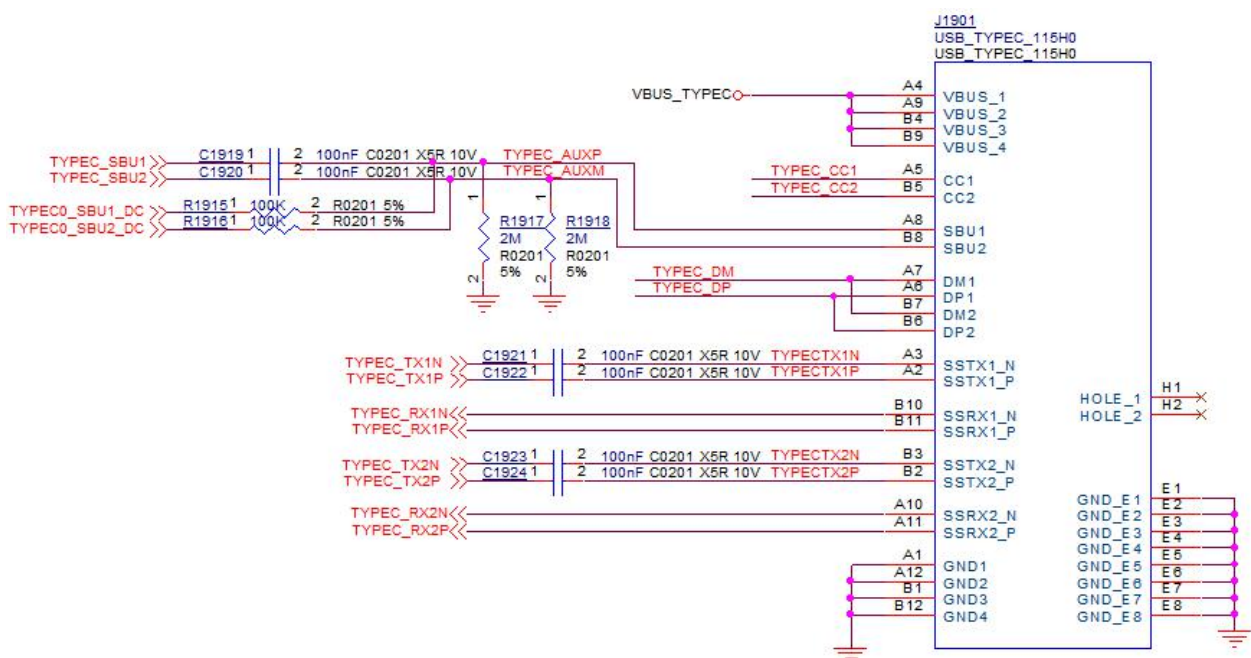 J1901
USB_TYPEC_115H0
USB_TYPEC_115H0
VBUS_TYPEC
A4 VBUS_1
A9 VBUS_2
B4 VBUS_3
B9 VBUS_4
TYPEC_SBU1 C1919 1 2 100nF C0201 X5R 10V TYPEC_AUXP
TYPEC_SBU2 C1920 1 2 100nF C0201 X5R 10V TYPEC_AUXM
TYPEC_CC1 A5 CC1
TYPEC_CC2 B5 CC2
TYPEC0_SBU1_DC R1915 1 100K 2 R0201 5%
TYPEC0_SBU2_DC R1916 1 100K 2 R0201 5%
1 R1917 2M R0201 5% 2
1 R1918 2M R0201 5% 2
A8 SBU1
B8 SBU2
TYPEC_DM A7 DM1
TYPEC_DP A6 DP1
B7 DM2
B6 DP2
TYPEC_TX1N C1921 1 2 100nF C0201 X5R 10V TYPECTX1N A3 SSTX1_N
TYPEC_TX1P C1922 1 2 100nF C0201 X5R 10V TYPECTX1P A2 SSTX1_P
TYPEC_RX1N B10 SSRX1_N
TYPEC_RX1P B11 SSRX1_P
HOLE_1 H1
HOLE_2 H2
TYPEC_TX2N C1923 1 2 100nF C0201 X5R 10V TYPECTX2N B3 SSTX2_N
TYPEC_TX2P C1924 1 2 100nF C0201 X5R 10V TYPECTX2P B2 SSTX2_P
TYPEC_RX2N A10 SSRX2_N
TYPEC_RX2P A11 SSRX2_P
A1 GND1
A12 GND2
B1 GND3
B12 GND4
GND_E1 E1
GND_E2 E2
GND_E3 E3
GND_E4 E4
GND_E5 E5
GND_E6 E6
GND_E7 E7
GND_E8 E8